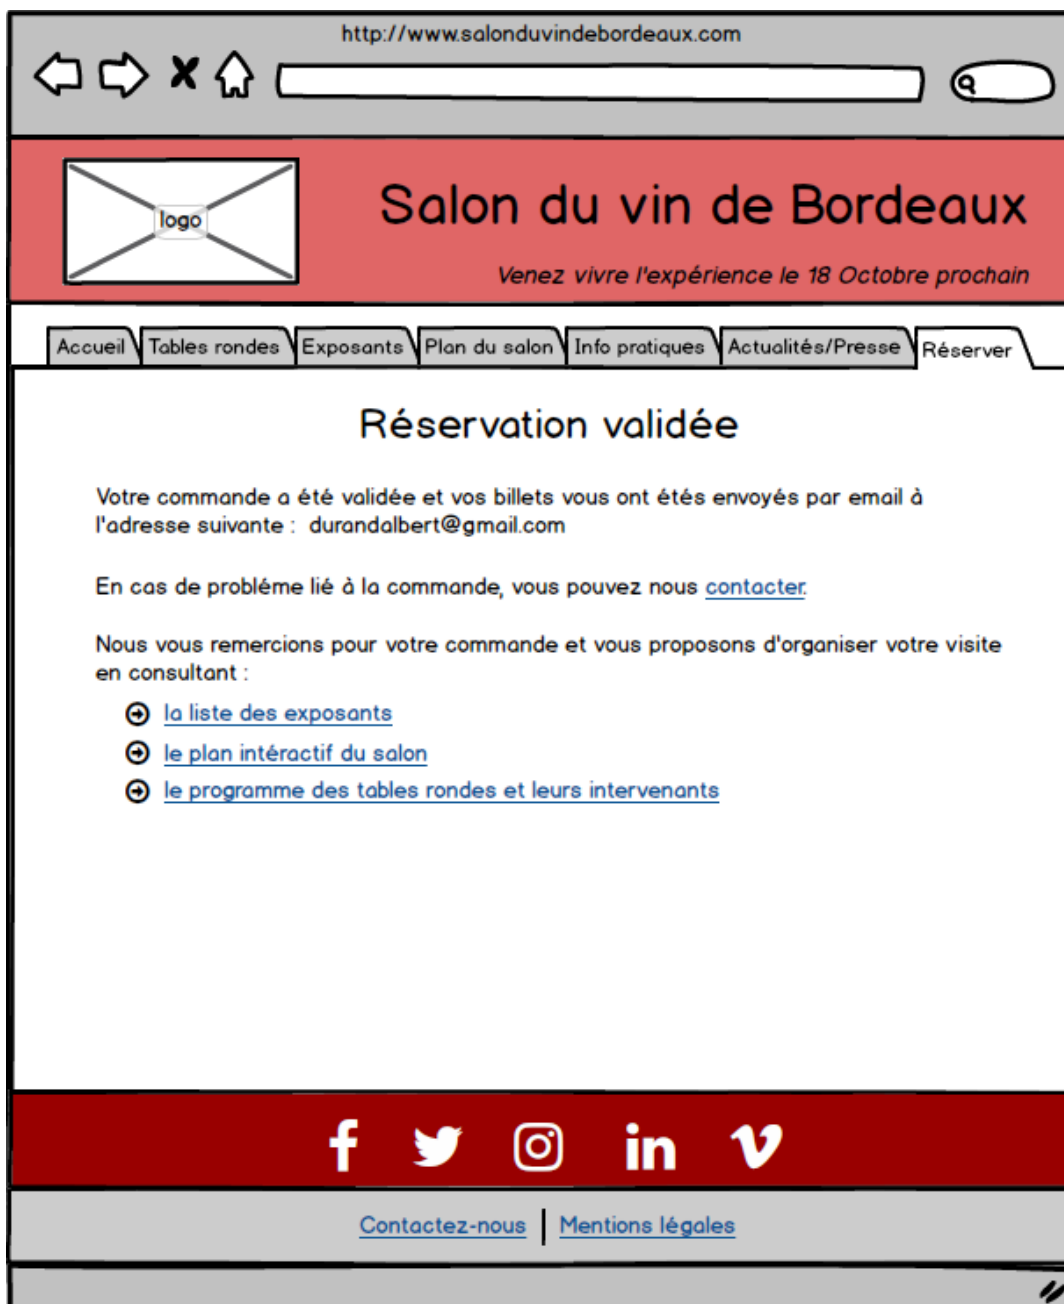 http://www.salonduvindebordeaux.com
logo
Salon du vin de Bordeaux
Venez vivre l'expérience le 18 Octobre prochain
Accueil Tables rondes Exposants Plan du salon Info pratiques Actualités/Presse Réserver
Réservation validée
Votre commande a été validée et vos billets vous ont étés envoyés par email à
l'adresse suivante : durandalbert@gmail.com
En cas de probléme lié à la commande, vous pouvez nous contacter.
Nous vous remercions pour votre commande et vous proposons d'organiser votre visite
en consultant :
la liste des exposants
le plan intéractif du salon
le programme des tables rondes et leurs intervenants
Contactez-nous | Mentions légales